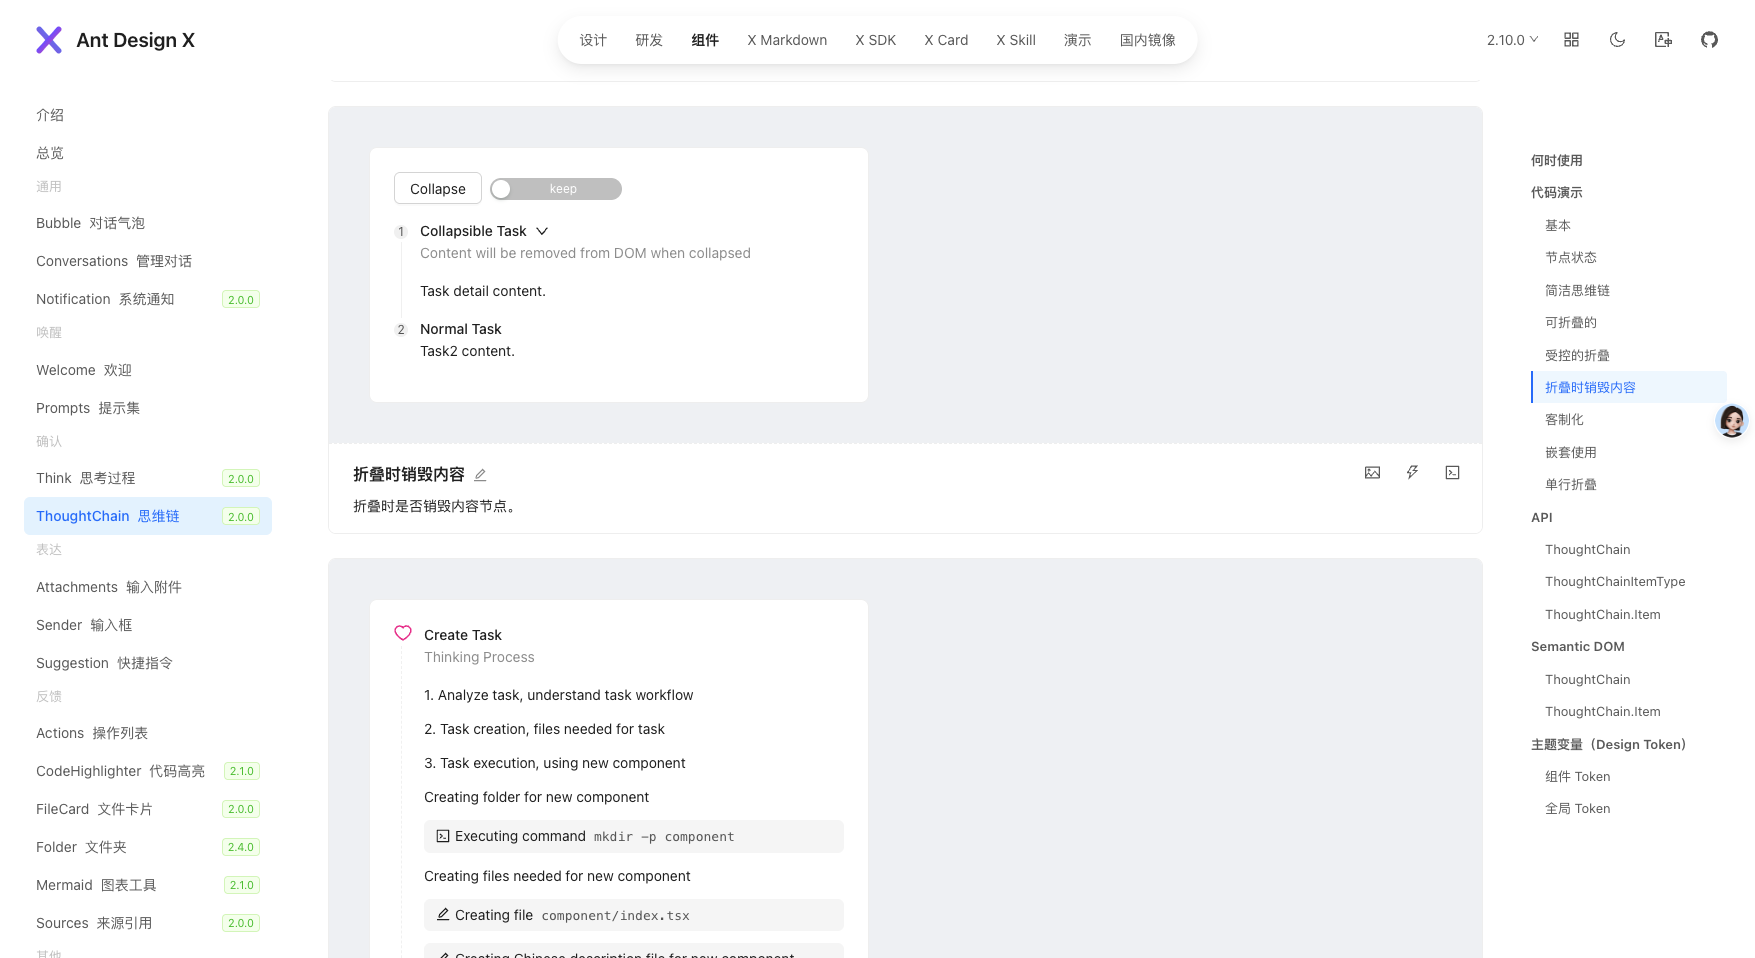 Ant Design X
设计 研发 组件 X Markdown X SDK X Card X Skill 演示 国内镜像
2.10.0
介绍
总览
通用
Bubble 对话气泡
Conversations 管理对话
Notification 系统通知 2.0.0
唤醒
Welcome 欢迎
Prompts 提示集
确认
Think 思考过程 2.0.0
ThoughtChain 思维链 2.0.0
表达
Attachments 输入附件
Sender 输入框
Suggestion 快捷指令
反馈
Actions 操作列表
CodeHighlighter 代码高亮 2.1.0
FileCard 文件卡片 2.0.0
Folder 文件夹 2.4.0
Mermaid 图表工具 2.1.0
Sources 来源引用 2.0.0
其他
Collapse keep
1 Collapsible Task
Content will be removed from DOM when collapsed
Task detail content.
2 Normal Task
Task2 content.
折叠时销毁内容
折叠时是否销毁内容节点。
Create Task
Thinking Process
1. Analyze task, understand task workflow
2. Task creation, files needed for task
3. Task execution, using new component
Creating folder for new component
Executing command mkdir -p component
Creating files needed for new component
Creating file component/index.tsx
Creating Chinese description file for new component
何时使用
代码演示
基本
节点状态
简洁思维链
可折叠的
受控的折叠
折叠时销毁内容
客制化
嵌套使用
单行折叠
API
ThoughtChain
ThoughtChainItemType
ThoughtChain.Item
Semantic DOM
ThoughtChain
ThoughtChain.Item
主题变量（Design Token）
组件 Token
全局 Token